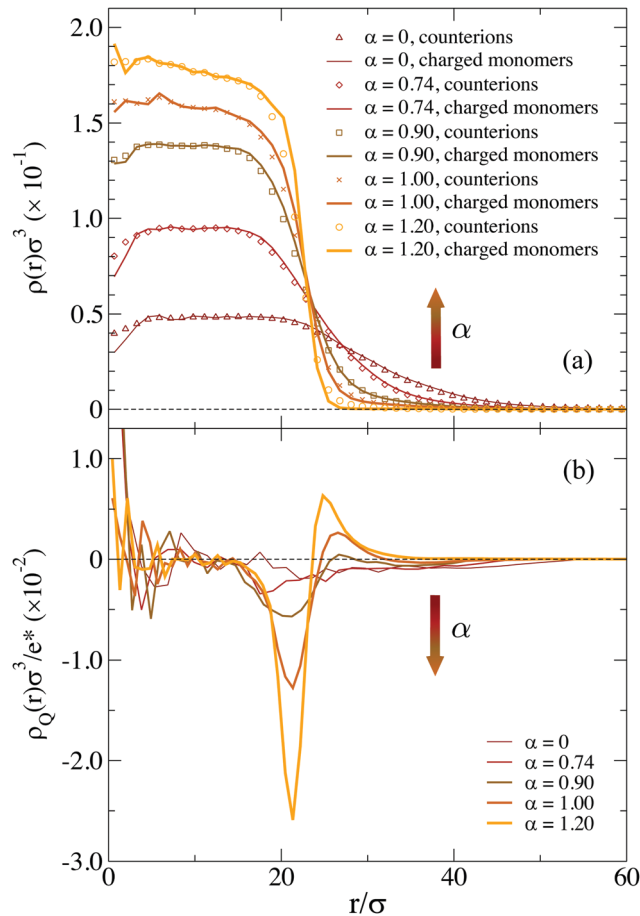 2.0
1.5
1.0
0.5
0
ρ(r)σ³ (× 10⁻¹)
α = 0, counterions
α = 0, charged monomers
α = 0.74, counterions
α = 0.74, charged monomers
α = 0.90, counterions
α = 0.90, charged monomers
α = 1.00, counterions
α = 1.00, charged monomers
α = 1.20, counterions
α = 1.20, charged monomers
α
(a)
1.0
0
-1.0
-2.0
-3.0
ρ_Q(r)σ³/e* (×10⁻²)
(b)
α
α = 0
α = 0.74
α = 0.90
α = 1.00
α = 1.20
0 20 40 60
r/σ